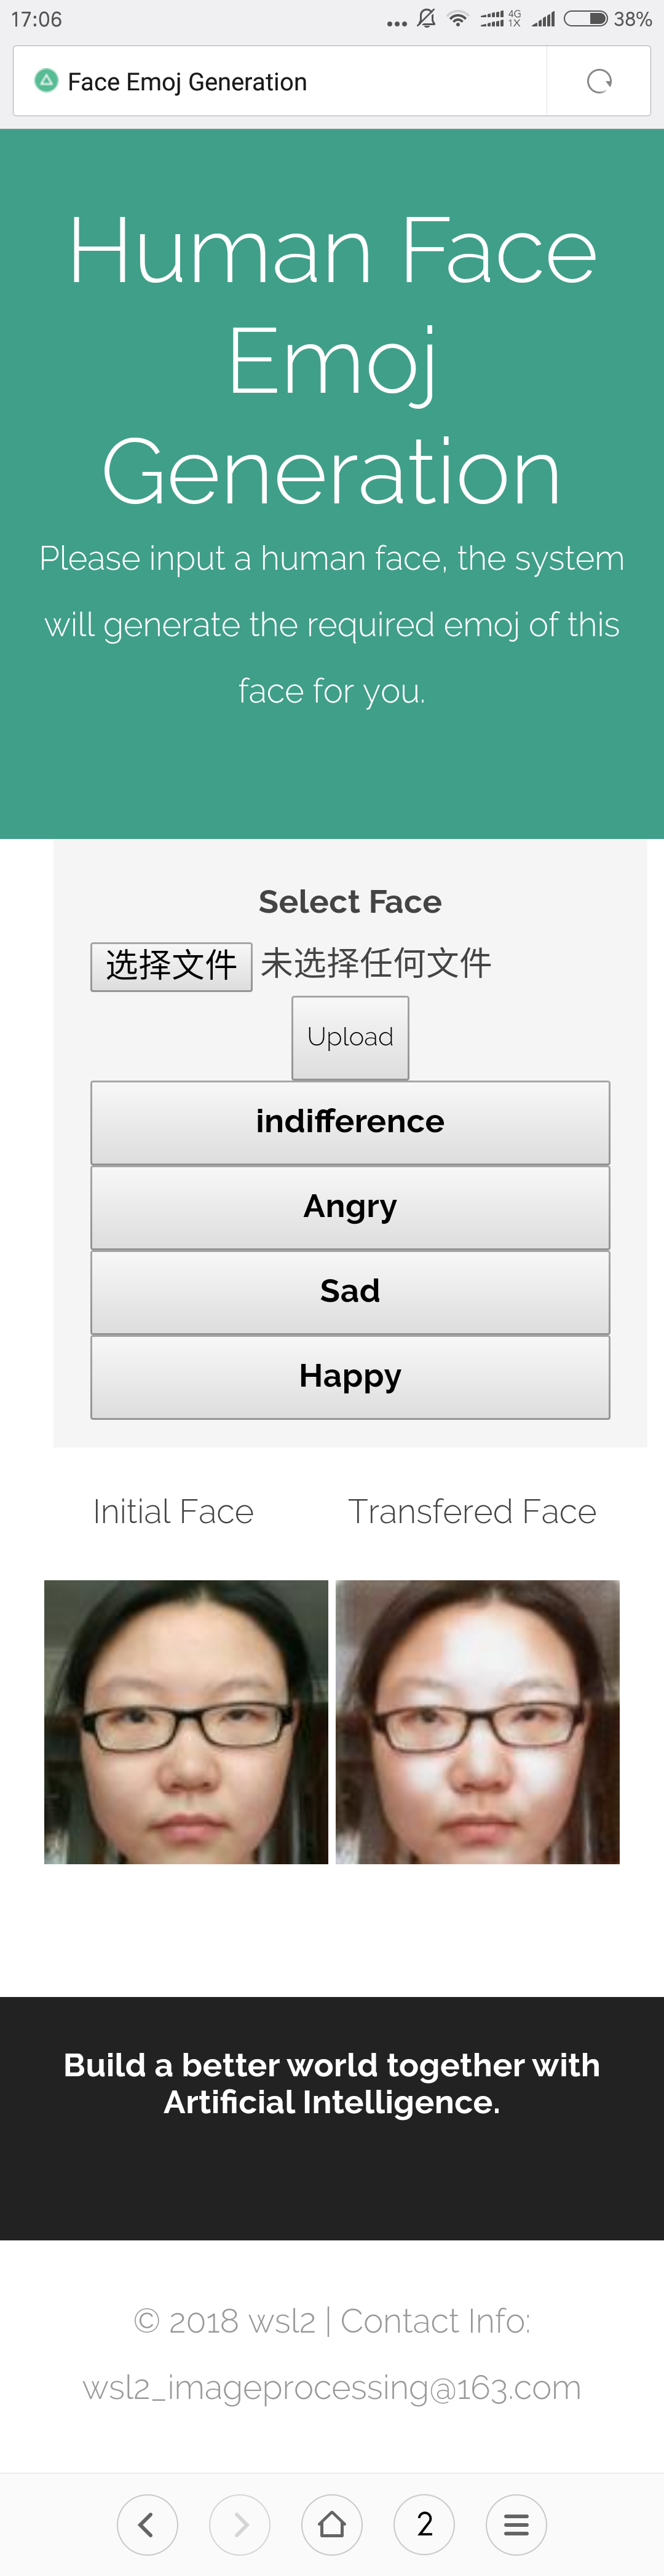 17:06
4G
1X
38%
Face Emoj Generation
Human Face
Emoj
Generation
Please input a human face, the system
will generate the required emoj of this
face for you.
Select Face
选择文件 未选择任何文件
Upload
indifference
Angry
Sad
Happy
Initial Face Transfered Face
Build a better world together with
Artificial Intelligence.
© 2018 wsl2 | Contact Info:
wsl2_imageprocessing@163.com
2